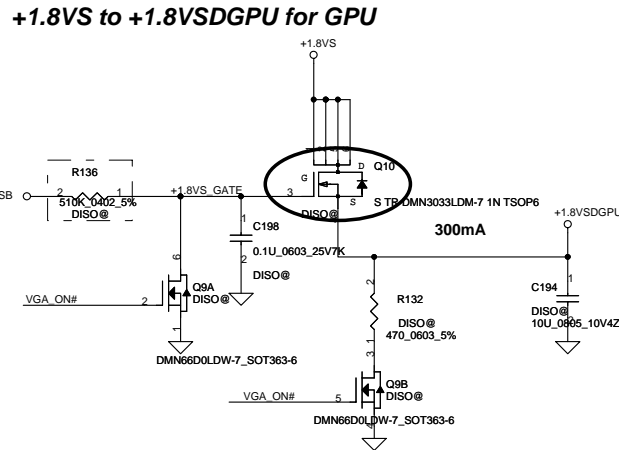 +1.8VS to +1.8VSDGPU for GPU
+1.8VS
R136
Q10
D
G
S
SB
2
1
+1.8VS_GATE
3
510K_0402_5%
DISO@
DISO@
S TR DMN3033LDM-7 1N TSOP6
+1.8VSDGPU
300mA
1
C198
0.1U_0603_25V7K
2
DISO@
6
Q9A
DISO@
VGA_ON#
2
1
DMN66D0LDW-7_SOT363-6
2
R132
DISO@
470_0603_5%
1
1
C194
DISO@
10U_0805_10V4Z
2
3
Q9B
DISO@
VGA_ON#
5
4
DMN66D0LDW-7_SOT363-6